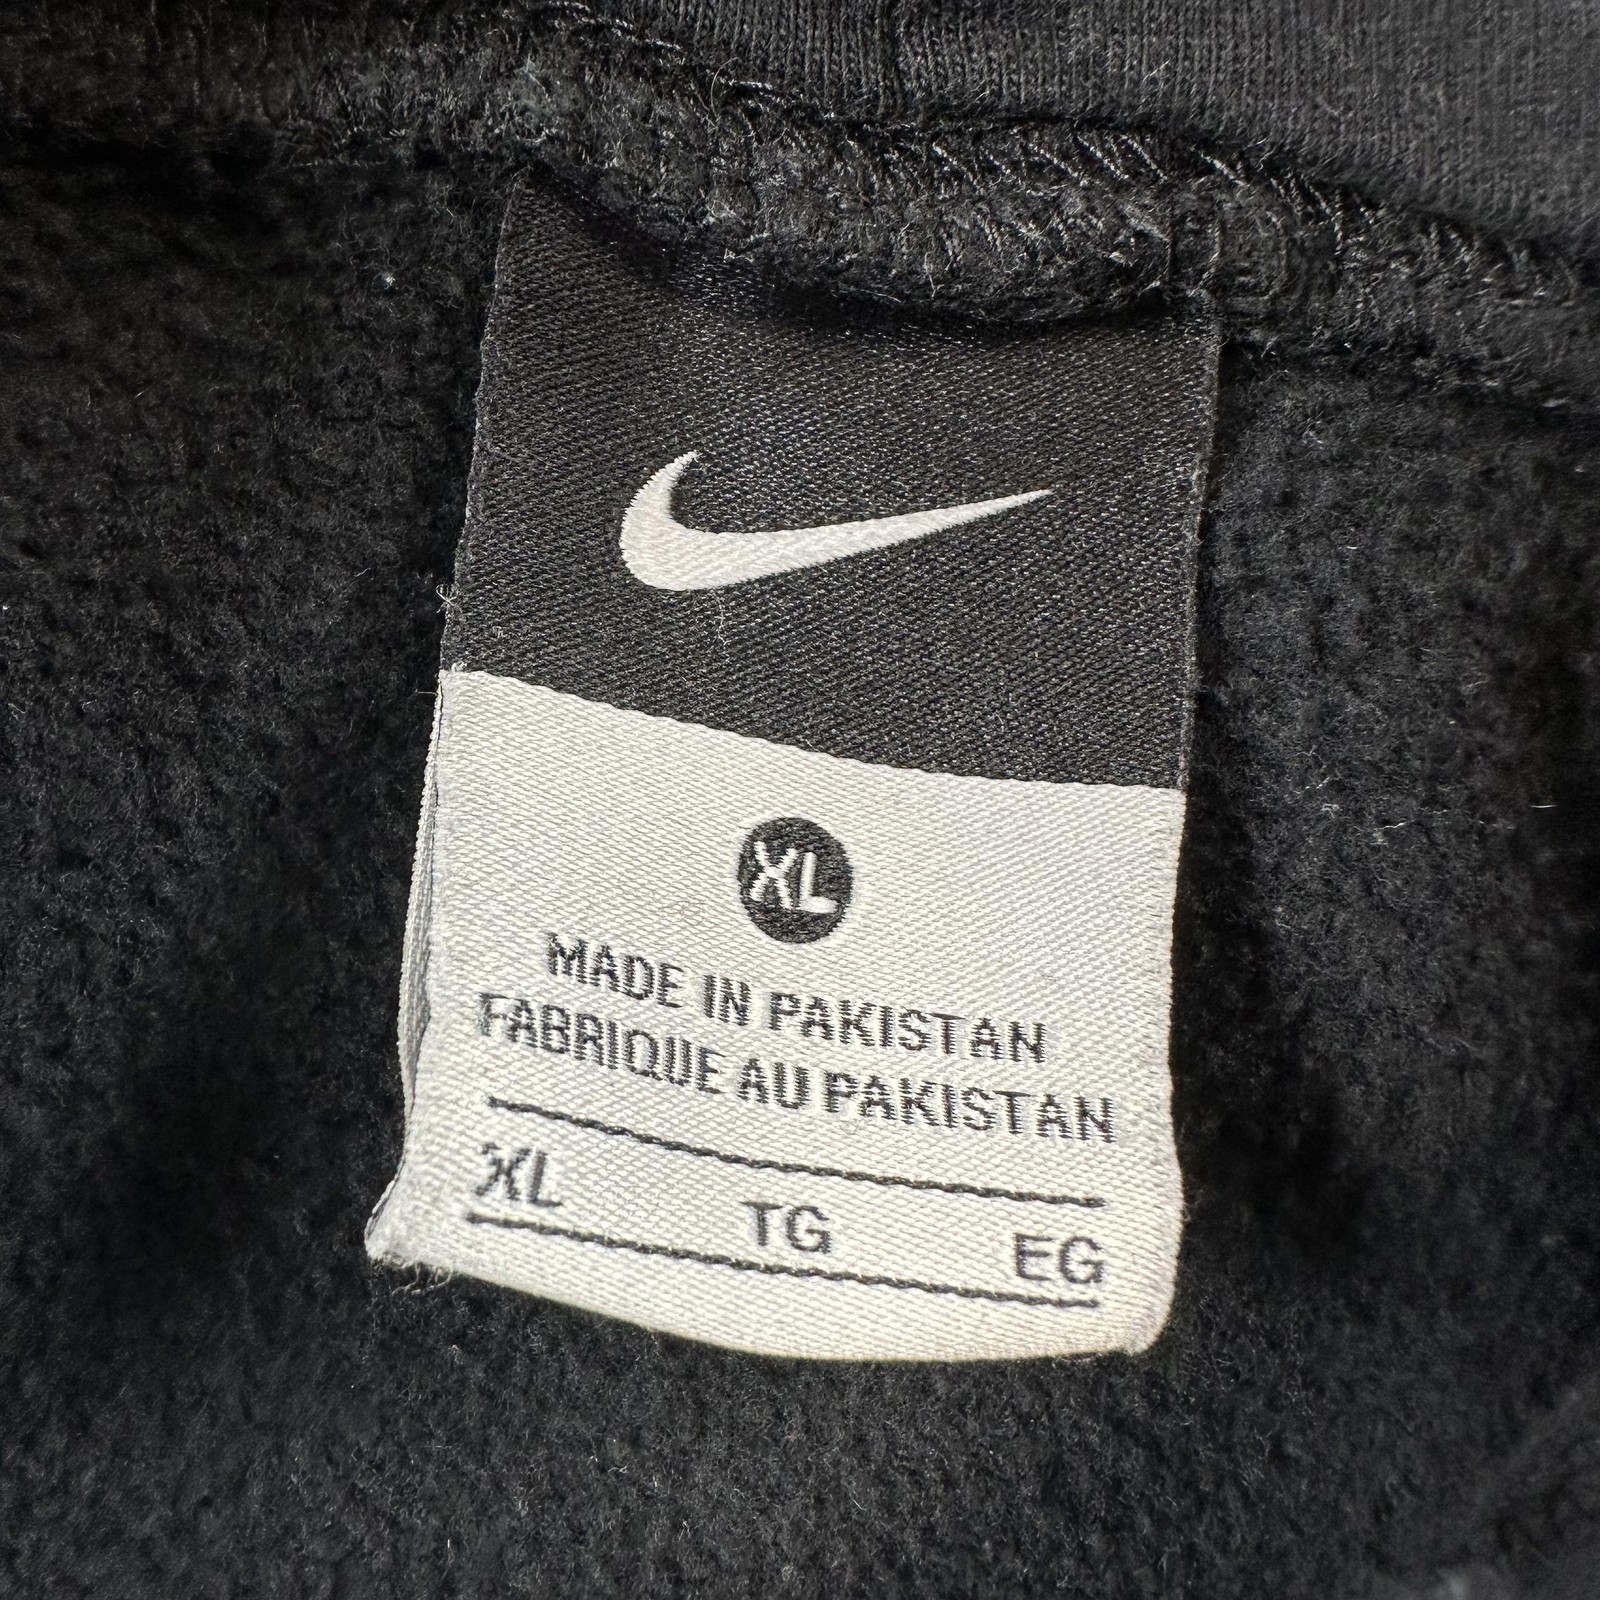 XL
MADE IN PAKISTAN
FABRIQUE AU PAKISTAN
XL TG EG